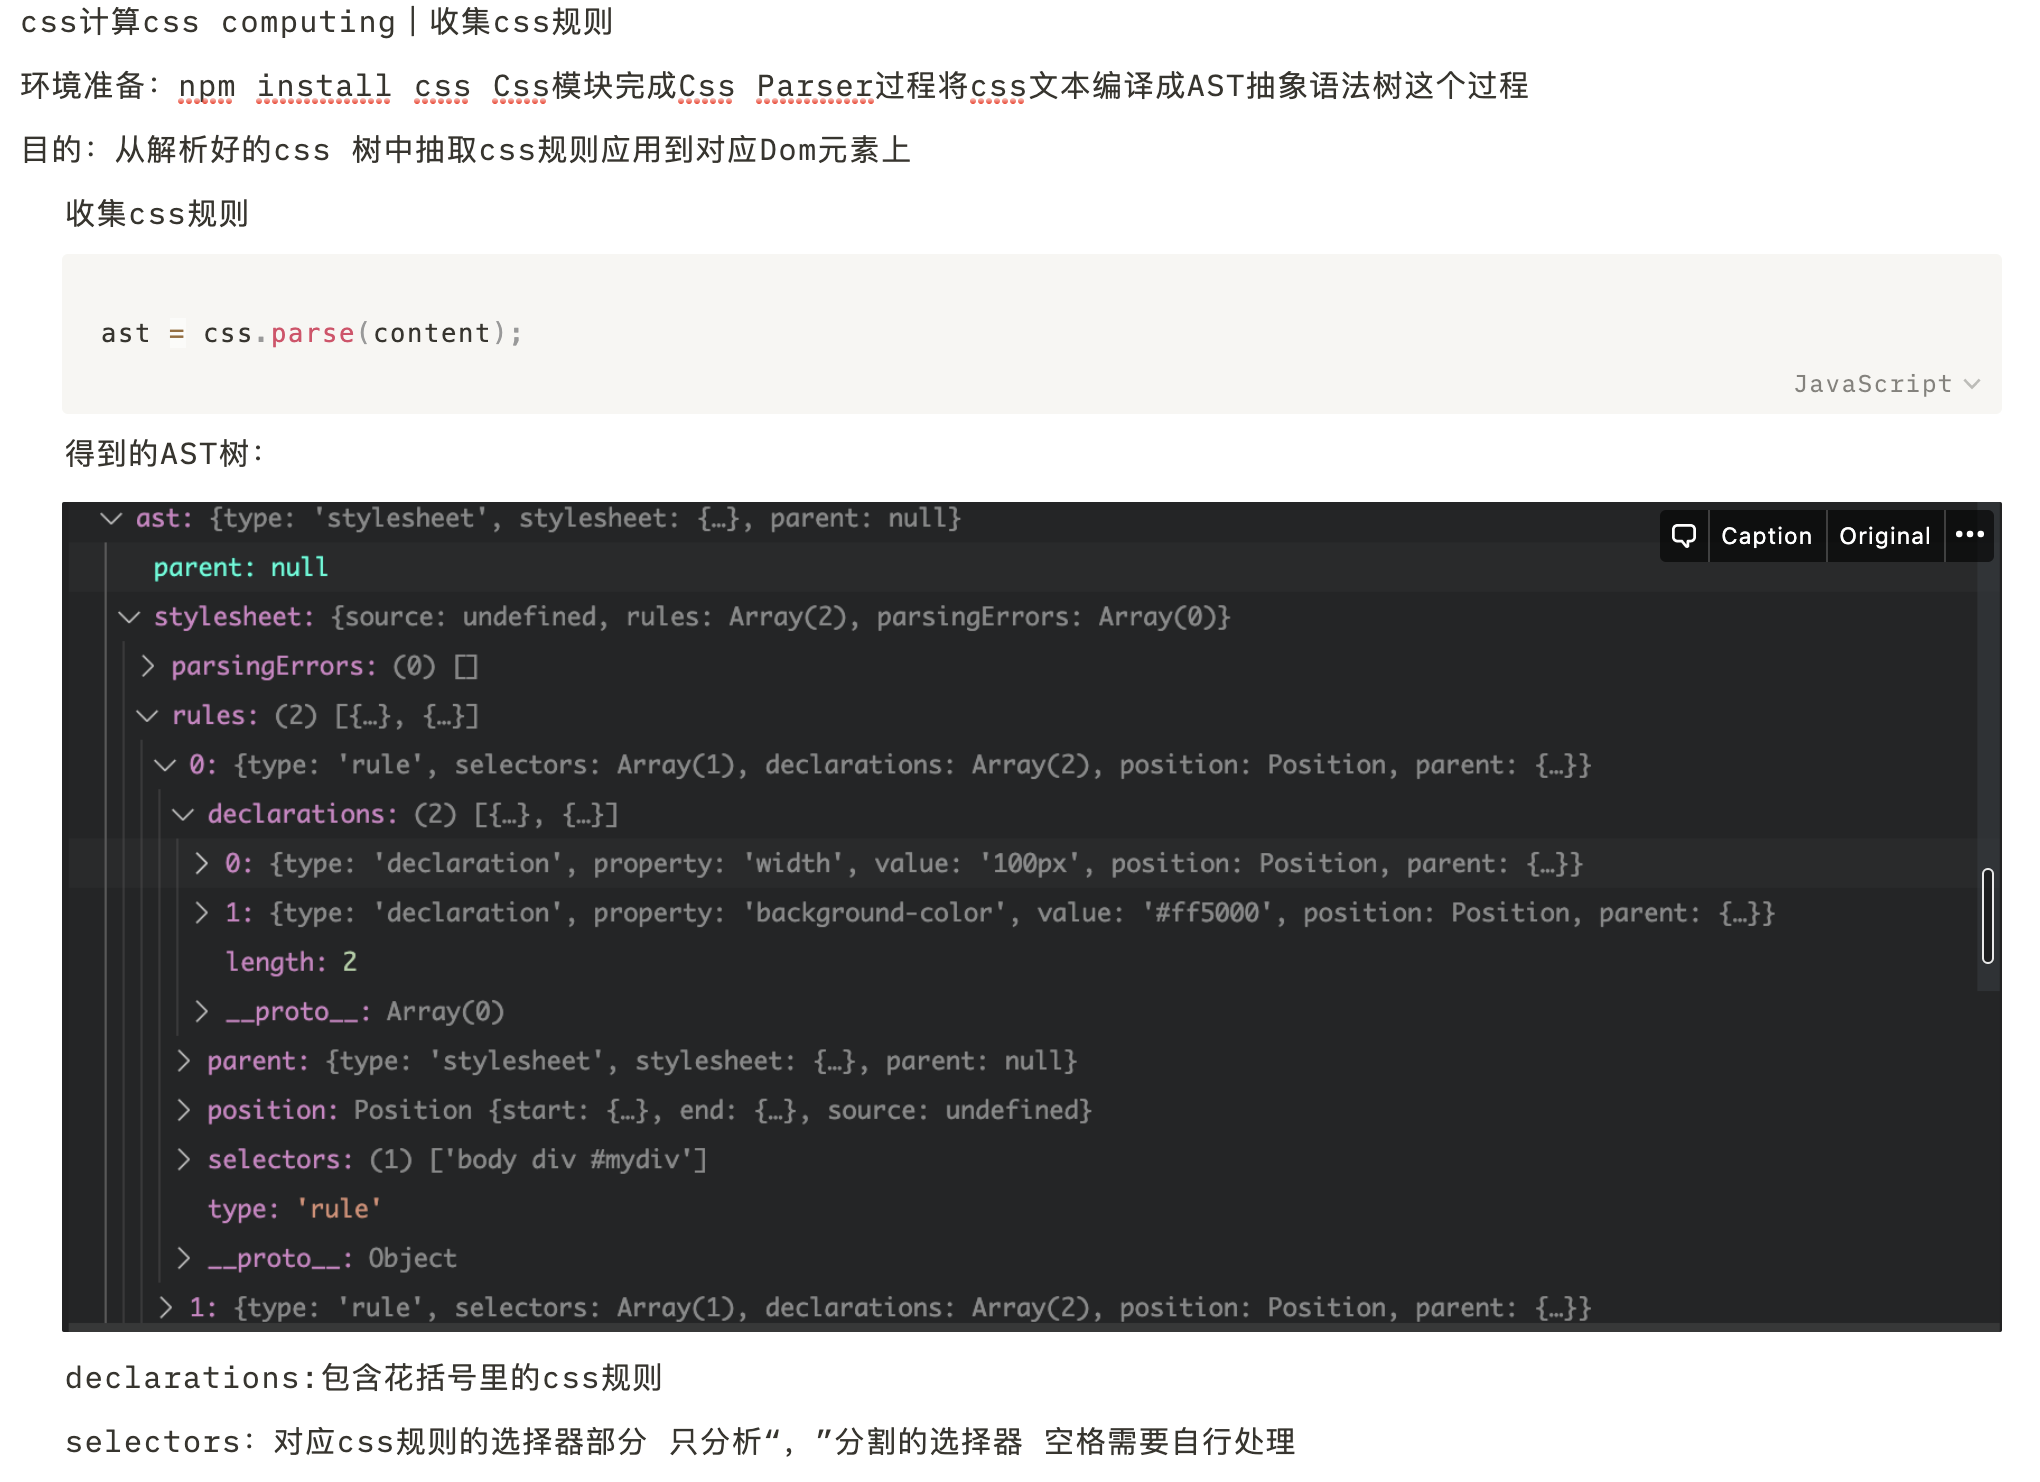 css计算css computing｜收集css规则
环境准备：npm install css Css模块完成Css Parser过程将css文本编译成AST抽象语法树这个过程
目的：从解析好的css 树中抽取css规则应用到对应Dom元素上
收集css规则
ast = css.parse(content);
JavaScript
得到的AST树：
ast: {type: 'stylesheet', stylesheet: {…}, parent: null}
Caption Original •••
parent: null
stylesheet: {source: undefined, rules: Array(2), parsingErrors: Array(0)}
parsingErrors: (0) []
rules: (2) [{…}, {…}]
0: {type: 'rule', selectors: Array(1), declarations: Array(2), position: Position, parent: {…}}
declarations: (2) [{…}, {…}]
0: {type: 'declaration', property: 'width', value: '100px', position: Position, parent: {…}}
1: {type: 'declaration', property: 'background-color', value: '#ff5000', position: Position, parent: {…}}
length: 2
__proto__: Array(0)
parent: {type: 'stylesheet', stylesheet: {…}, parent: null}
position: Position {start: {…}, end: {…}, source: undefined}
selectors: (1) ['body div #mydiv']
type: 'rule'
__proto__: Object
1: {type: 'rule', selectors: Array(1), declarations: Array(2), position: Position, parent: {…}}
declarations:包含花括号里的css规则
selectors：对应css规则的选择器部分 只分析“，”分割的选择器 空格需要自行处理